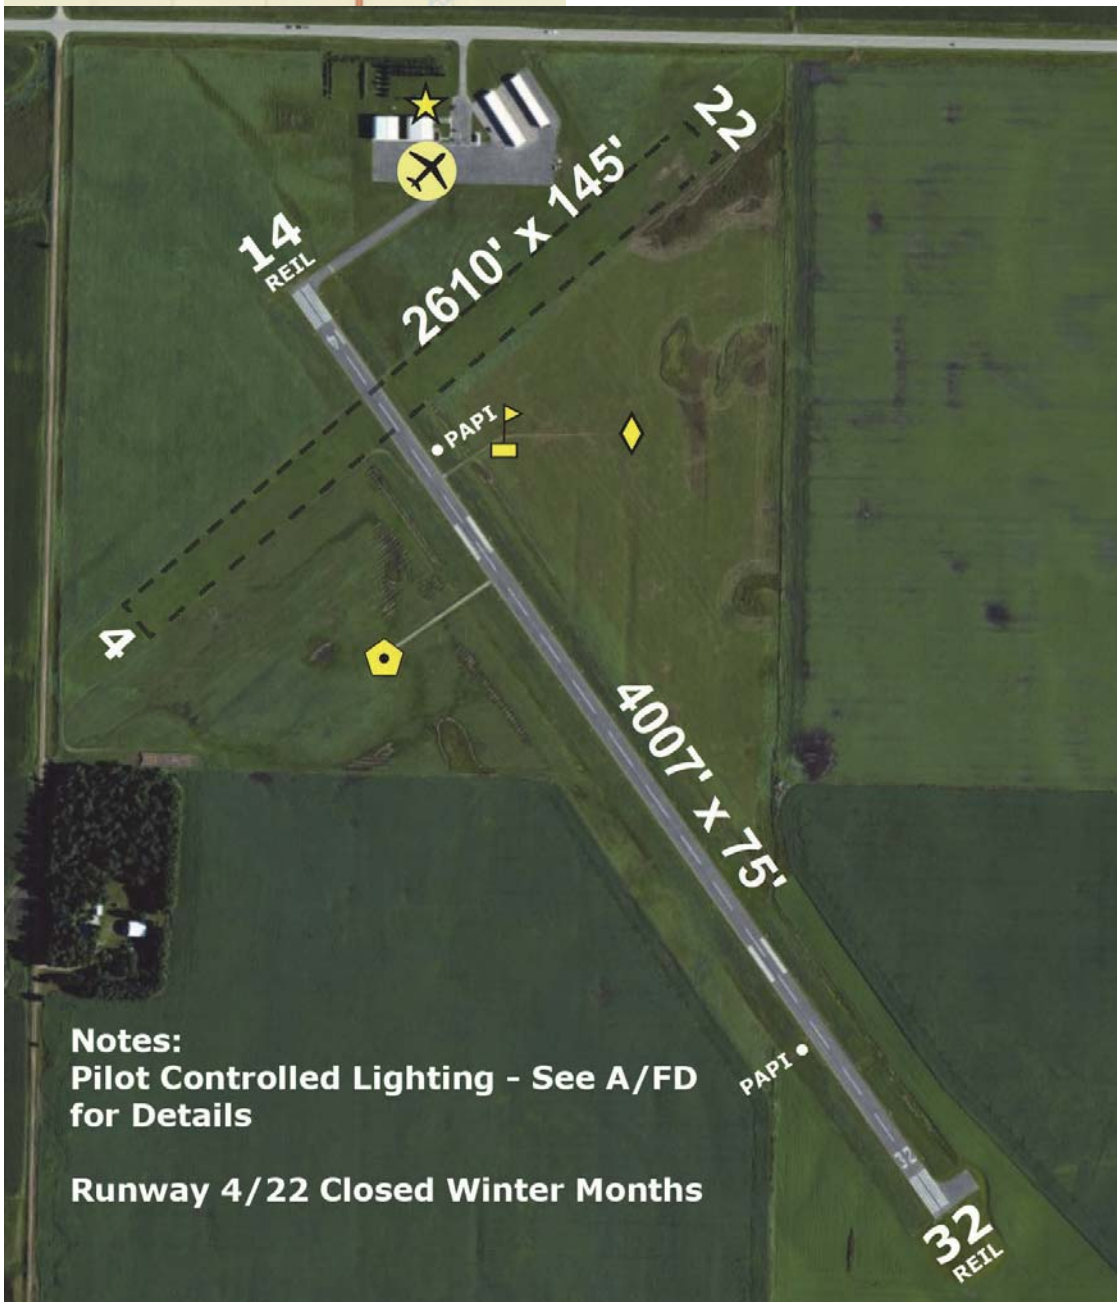 22
2610' x 145'
14
REIL
PAPI
4
4007' x 75'
Notes:
Pilot Controlled Lighting - See A/FD
for Details
PAPI
Runway 4/22 Closed Winter Months
32
32
REIL